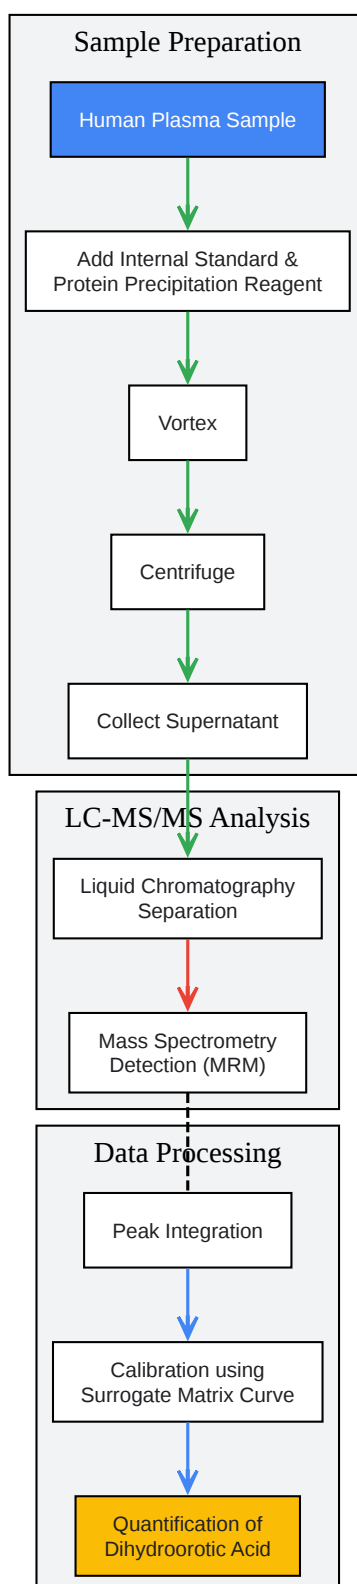 Sample Preparation
Human Plasma Sample
Add Internal Standard &
Protein Precipitation Reagent
Vortex
Centrifuge
Collect Supernatant
LC-MS/MS Analysis
Liquid Chromatography
Separation
Mass Spectrometry
Detection (MRM)
Data Processing
Peak Integration
Calibration using
Surrogate Matrix Curve
Quantification of
Dihydroorotic Acid